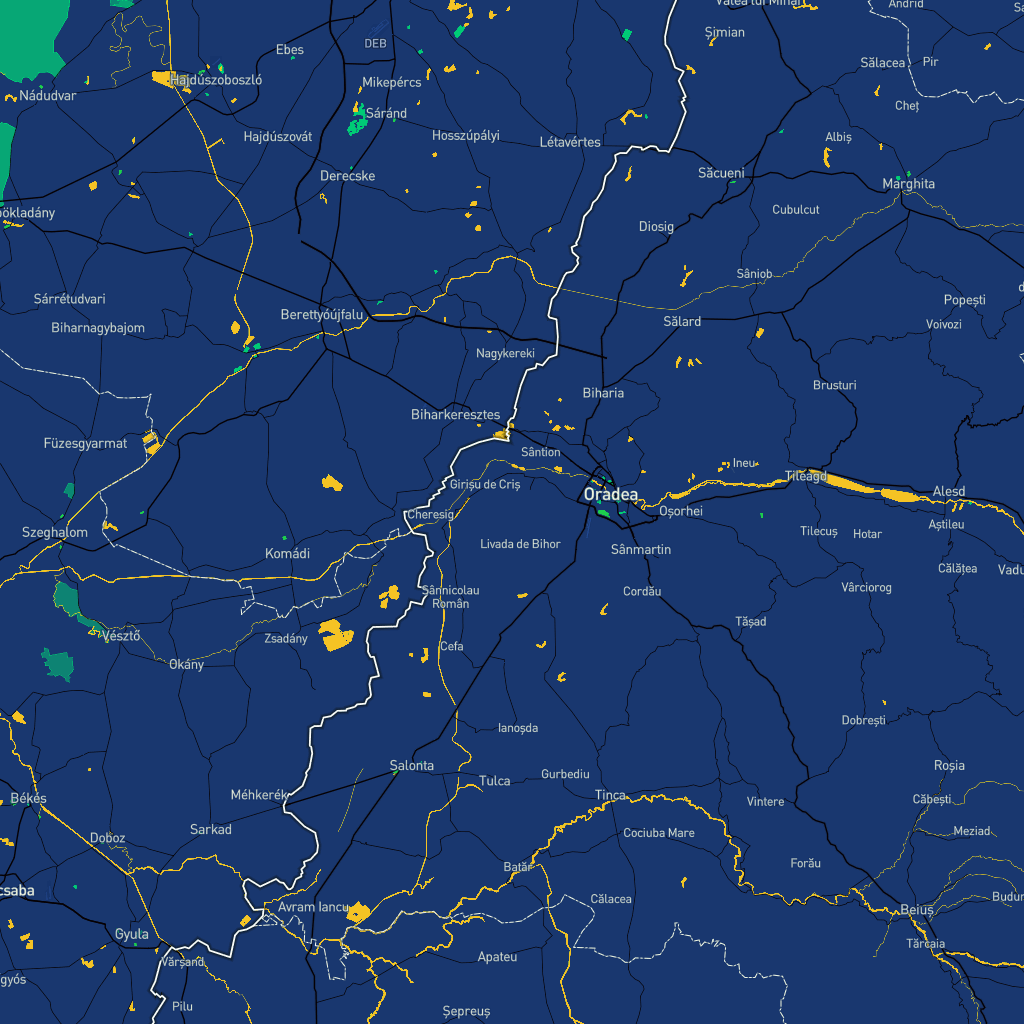 Valea lui Mihai
Andrid
Șimian
Ebes
DEB
Sălacea
Pir
Hajdúszoboszló
Mikepércs
Nádudvar
Cheț
Sáránd
Hajdúszovát
Hosszúpályi
Létavértes
Albiș
Derecske
Săcueni
Marghita
Cubulcut
Diosig
Sâniob
Sárrétudvari
Popești
Berettyóújfalu
Sălard
Voivozi
Biharnagybajom
Nagykereki
Biharia
Brusturi
Biharkeresztes
Füzesgyarmat
Sântion
Ineu
Tileagd
Girișu de Criș
Oradea
Alesd
Cheresig
Oșorhei
Aștileu
Szeghalom
Tilecuș
Hotar
Livada de Bihor
Sânmartin
Komádi
Călățea
Vadu
Sânnicolau
Român
Cordău
Vârciorog
Tășad
Vésztő
Zsadány
Cefa
Okány
Dobrești
Ianoșda
Salonta
Roșia
Gurbediu
Tulca
Békés
Méhkerék
Tinca
Vintere
Căbești
Sarkad
Cociuba Mare
Meziad
Doboz
Forău
Batăr
csaba
Călacea
Avram Iancu
Beiuș
Gyula
Tărcaia
Apateu
Vărșand
Pilu
Șepreuș